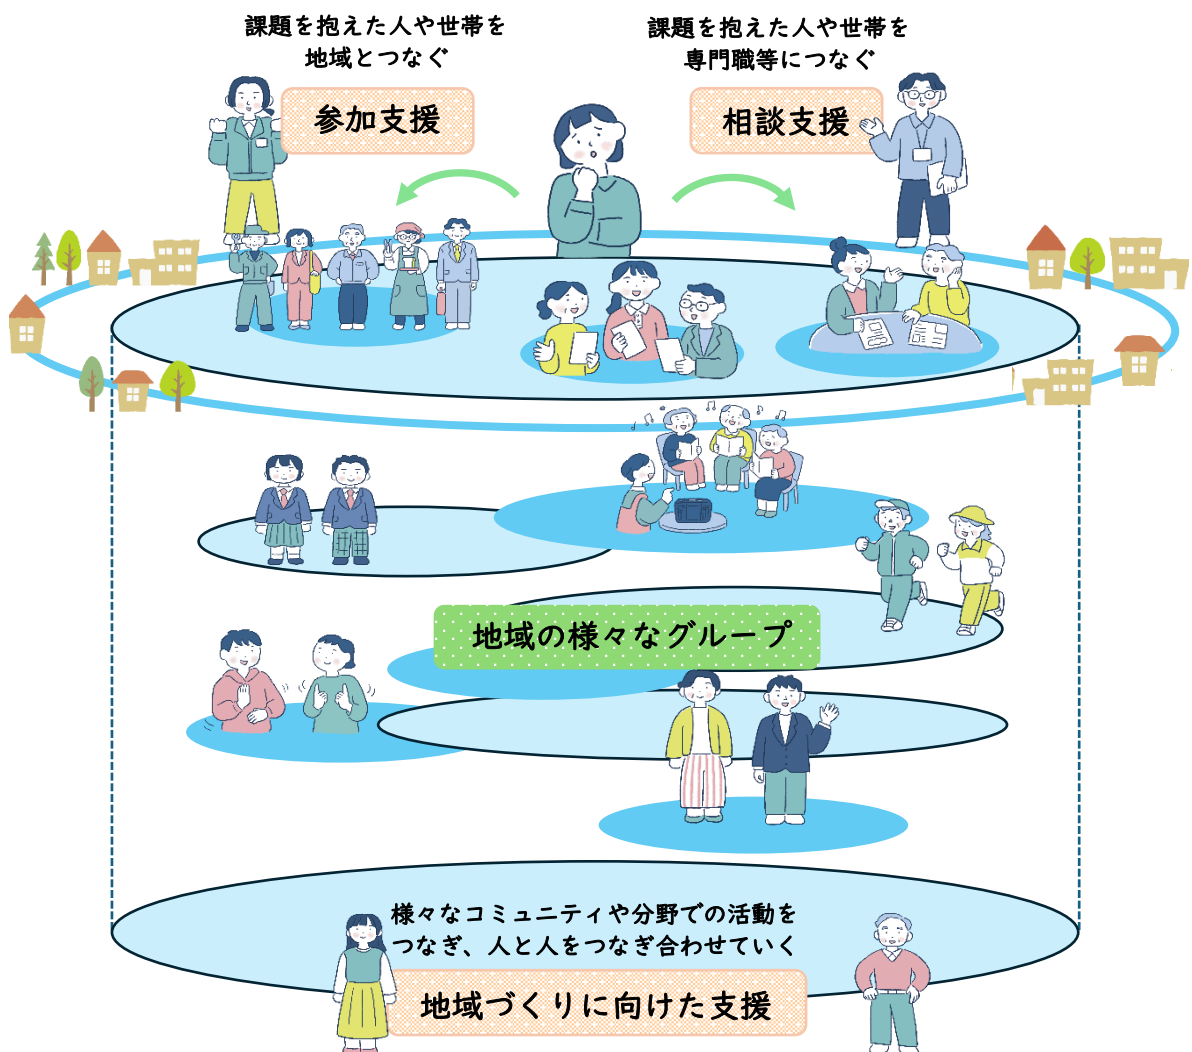 課題を抱えた人や世帯を
地域とつなぐ
参加支援
課題を抱えた人や世帯を
専門職等につなぐ
相談支援
地域の様々なグループ
様々なコミュニティや分野での活動を
つなぎ、人と人をつなぎ合わせていく
地域づくりに向けた支援